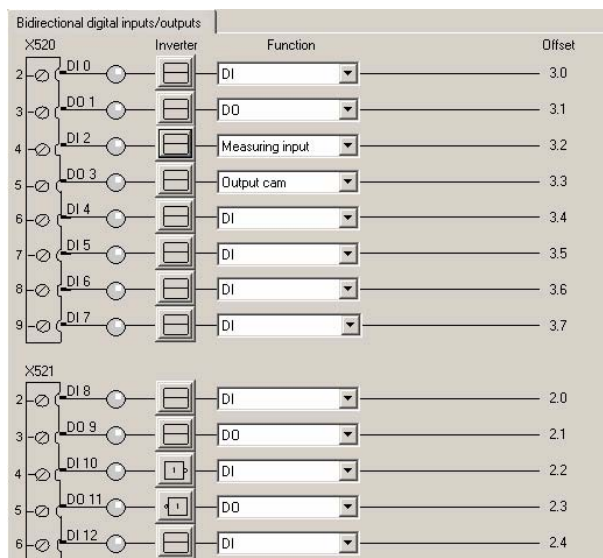 Bidirectional digital inputs/outputs
X520 Inverter Function Offset
2 DI 0 DI 3.0
3 DO 1 DO 3.1
4 DI 2 Measuring input 3.2
5 DO 3 Output cam 3.3
6 DI 4 DI 3.4
7 DI 5 DI 3.5
8 DI 6 DI 3.6
9 DI 7 DI 3.7
X521
2 DI 8 DI 2.0
3 DO 9 DO 2.1
4 DI 10 1 DI 2.2
5 DO 11 1 DO 2.3
6 DI 12 DI 2.4